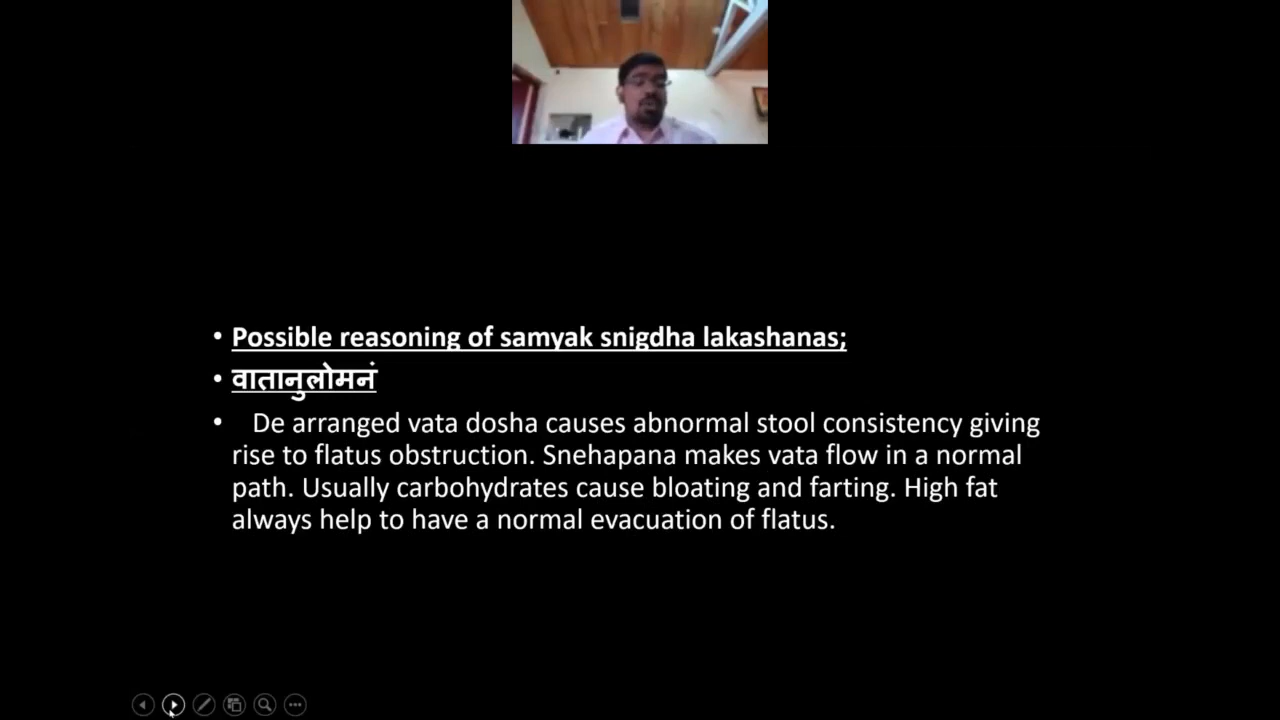 • Possible reasoning of samyak snigdha lakashanas;
• वातानुलोमनं
• De arranged vata dosha causes abnormal stool consistency giving
rise to flatus obstruction. Snehapana makes vata flow in a normal
path. Usually carbohydrates cause bloating and farting. High fat
always help to have a normal evacuation of flatus.